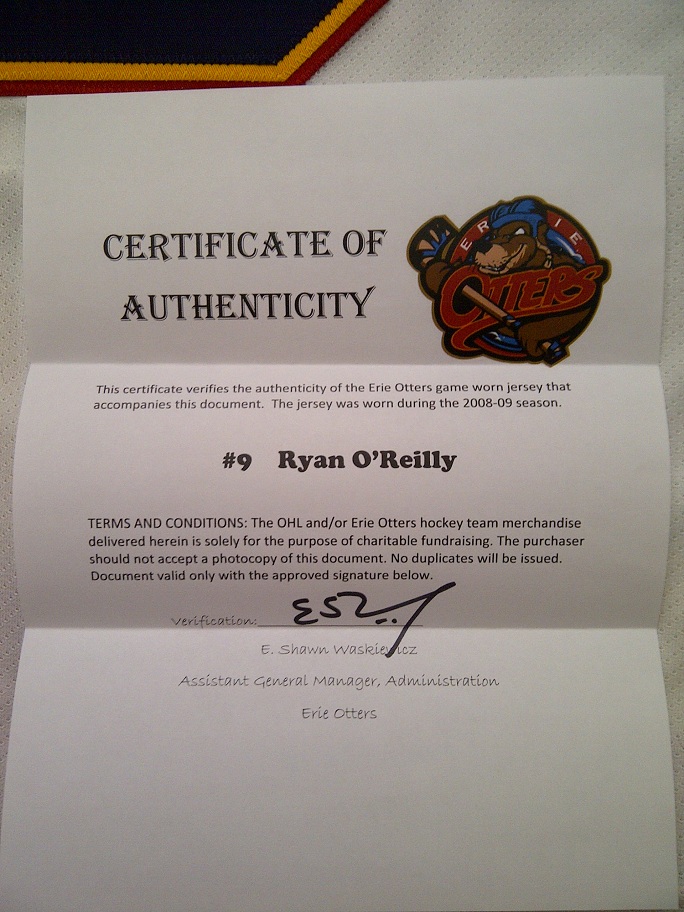 CERTIFICATE OF
AUTHENTICITY
ERIE
OTTERS
This certificate verifies the authenticity of the Erie Otters game worn jersey that
accompanies this document.  The jersey was worn during the 2008-09 season.
#9 Ryan O'Reilly
TERMS AND CONDITIONS: The OHL and/or Erie Otters hockey team merchandise
delivered herein is solely for the purpose of charitable fundraising. The purchaser
should not accept a photocopy of this document. No duplicates will be issued.
Document valid only with the approved signature below.
Verification:
E. Shawn Waskiewicz
Assistant General Manager, Administration
Erie Otters